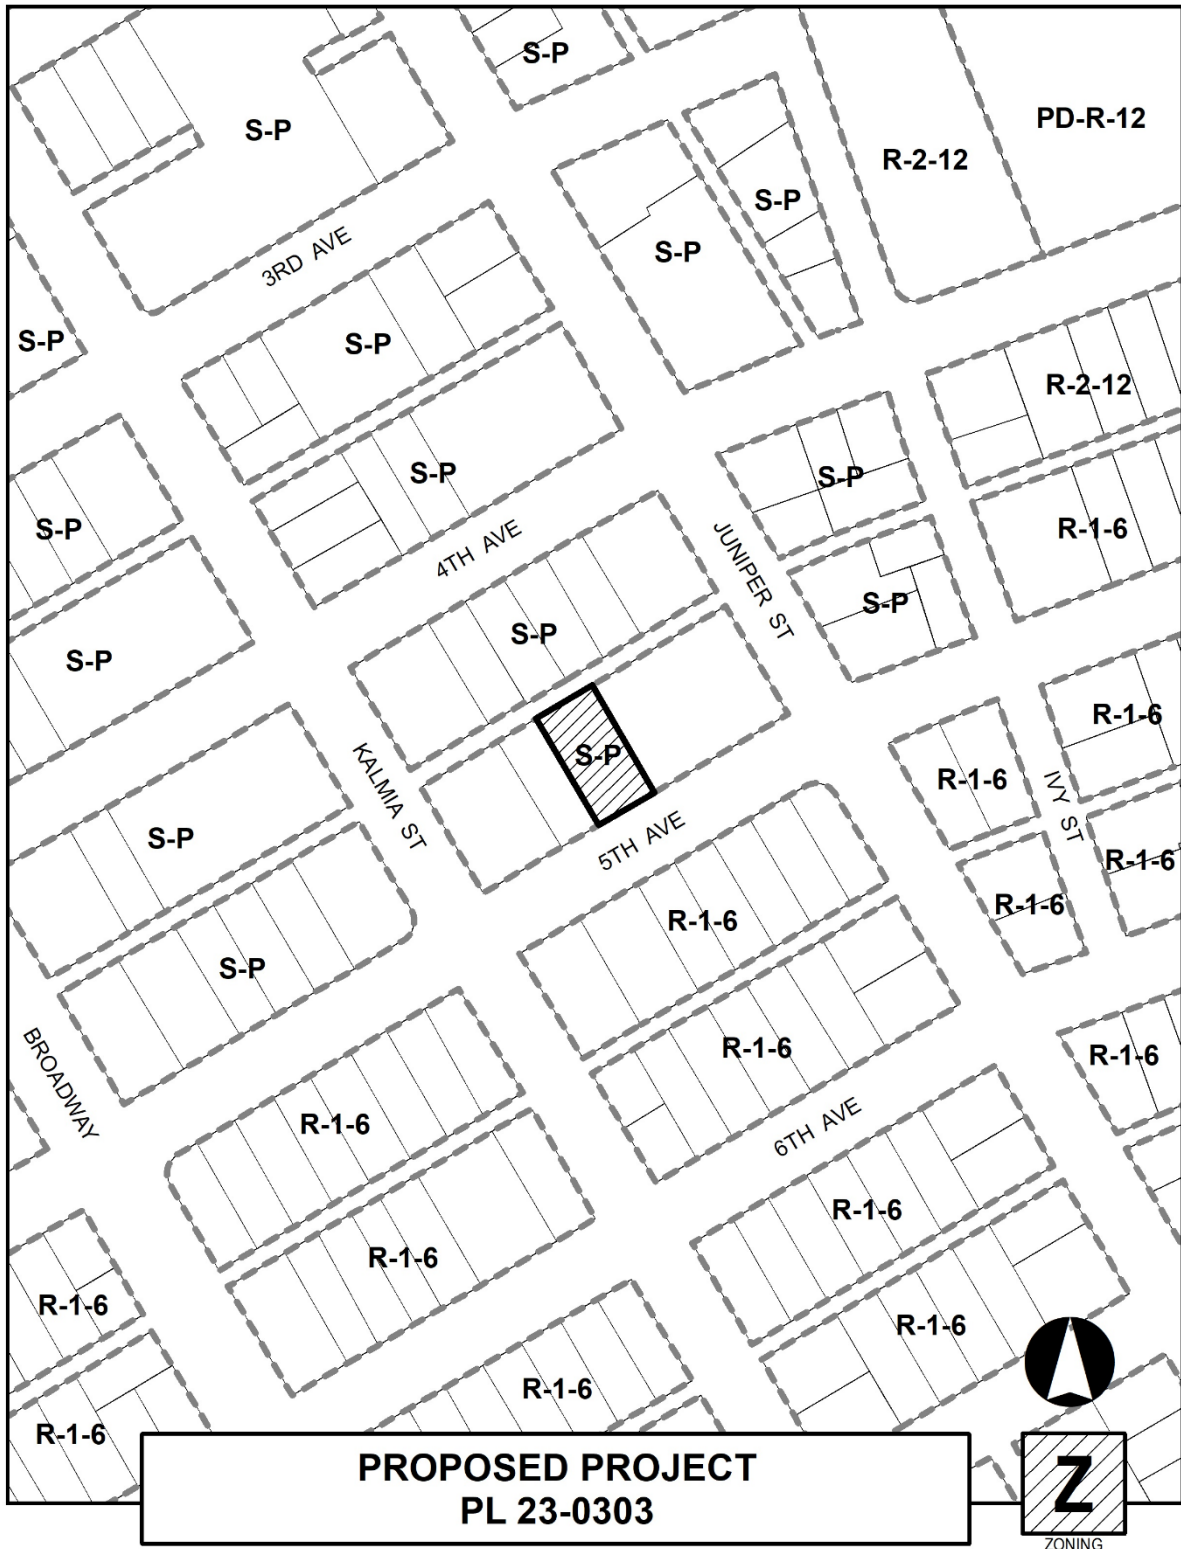 S-P
PD-R-12
S-P
R-2-12
S-P
3RD AVE
S-P
S-P
S-P
R-2-12
S-P
S-P
S-P
R-1-6
4TH AVE
JUNIPER ST
S-P
S-P
S-P
R-1-6
S-P
KALMIA ST
R-1-6
IVY ST
S-P
5TH AVE
R-1-6
R-1-6
R-1-6
S-P
BROADWAY
R-1-6
R-1-6
R-1-6
6TH AVE
R-1-6
R-1-6
R-1-6
R-1-6
R-1-6
R-1-6
PROPOSED PROJECT
PL 23-0303
Z
ZONING